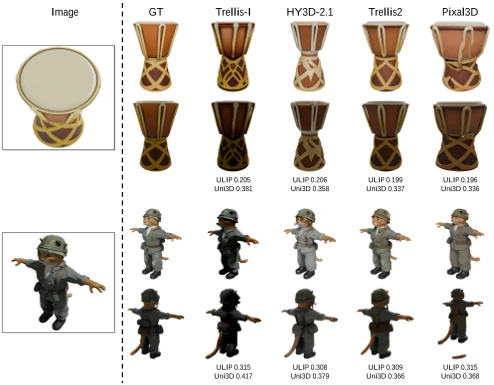 Image GT Trellis-I HY3D-2.1 Trellis2 Pixal3D
ULIP 0.205 ULIP 0.206 ULIP 0.199 ULIP 0.196
Uni3D 0.381 Uni3D 0.358 Uni3D 0.337 Uni3D 0.336
ULIP 0.315 ULIP 0.308 ULIP 0.309 ULIP 0.315
Uni3D 0.417 Uni3D 0.379 Uni3D 0.366 Uni3D 0.368